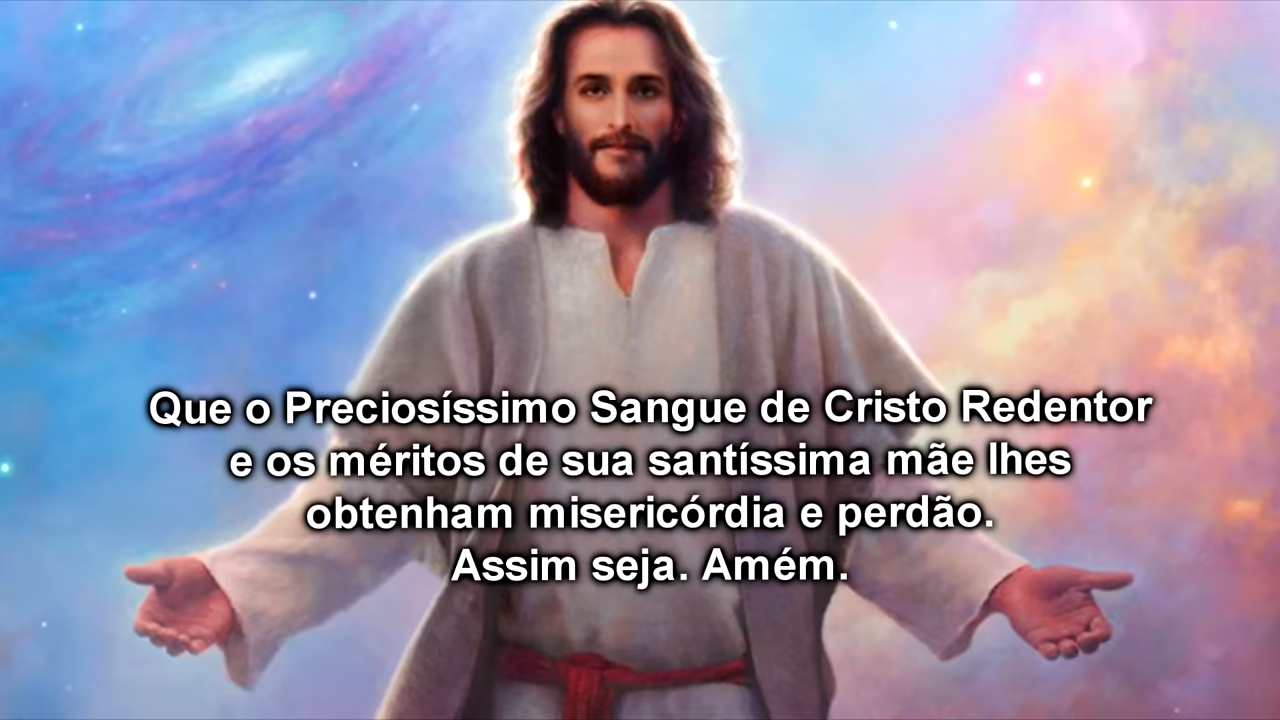 Que o Preciosíssimo Sangue de Cristo Redentor
e os méritos de sua santíssima mãe lhes
obtenham misericórdia e perdão.
Assim seja. Amém.